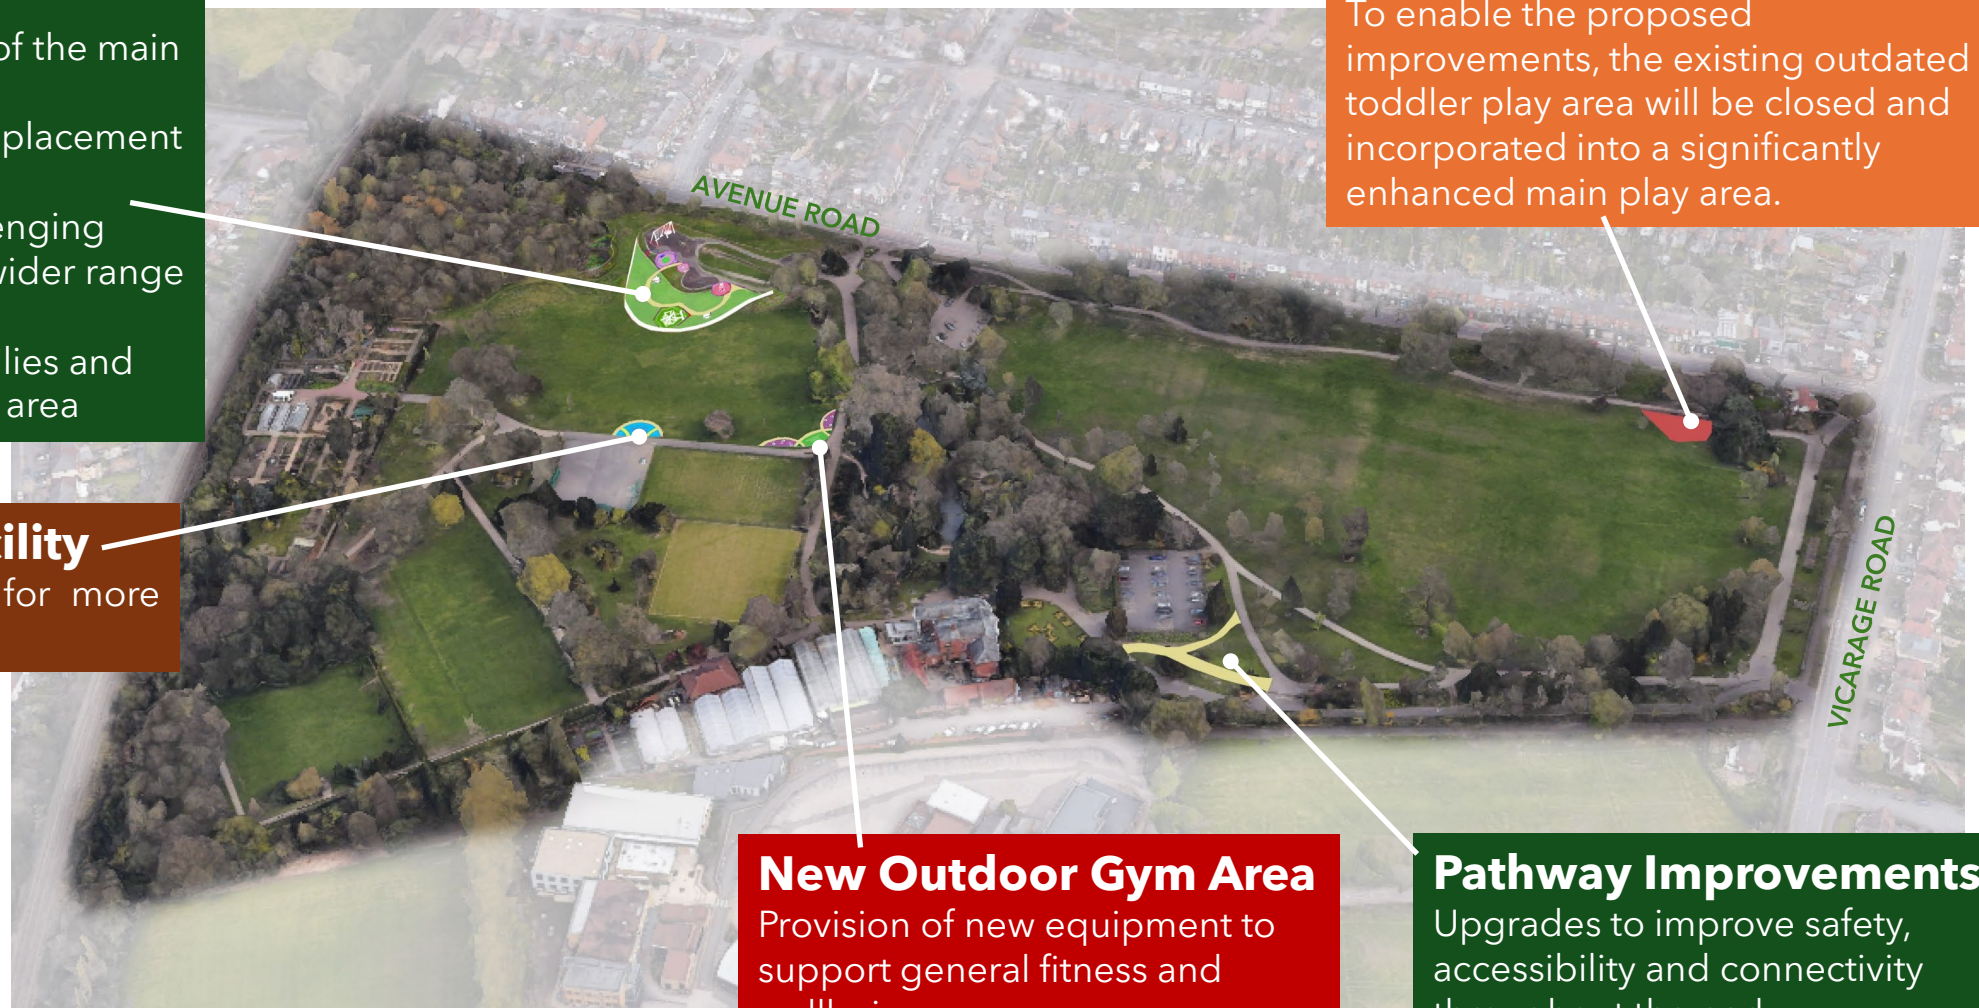 of the main
placement
enging
wider range
lies and
area
To enable the proposed
improvements, the existing outdated
toddler play area will be closed and
incorporated into a significantly
enhanced main play area.
AVENUE ROAD
VICARAGE ROAD
ility
for more
New Outdoor Gym Area
Provision of new equipment to
support general fitness and
Pathway Improvements
Upgrades to improve safety,
accessibility and connectivity